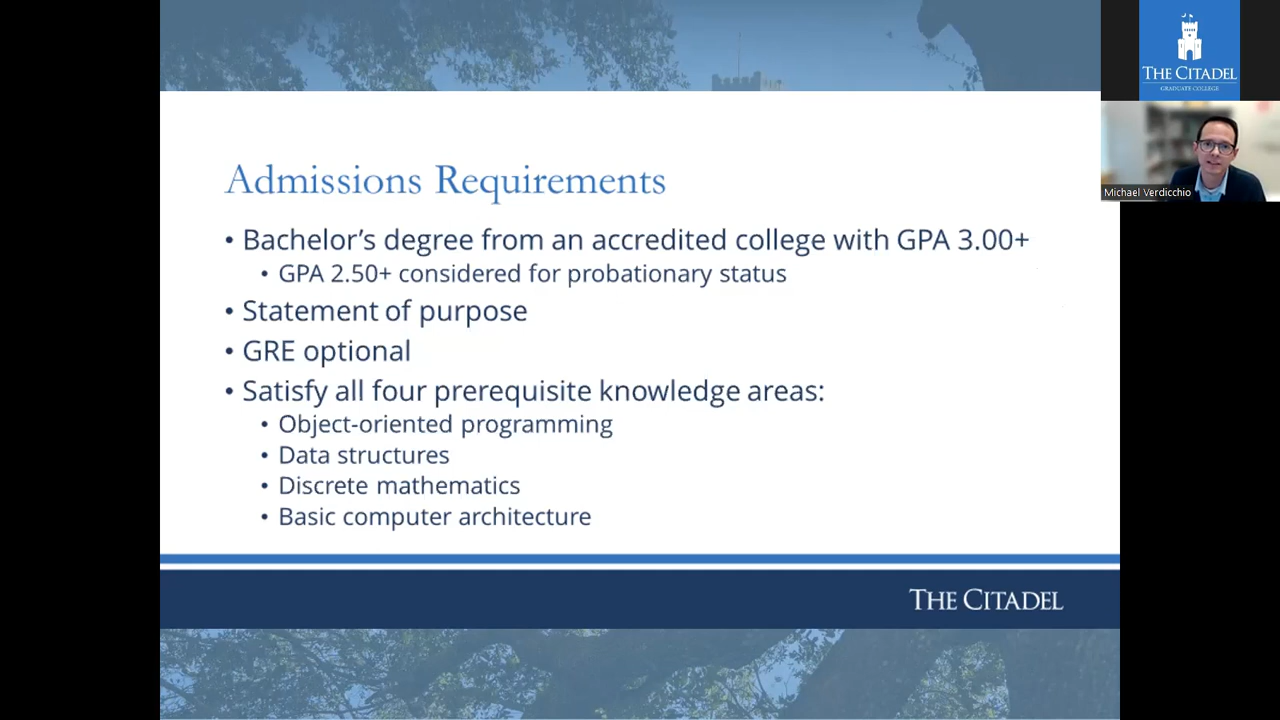 Admissions Requirements
• Bachelor’s degree from an accredited college with GPA 3.00+
• GPA 2.50+ considered for probationary status
• Statement of purpose
• GRE optional
• Satisfy all four prerequisite knowledge areas:
• Object-oriented programming
• Data structures
• Discrete mathematics
• Basic computer architecture
THE CITADEL
THE CITADEL
GRADUATE COLLEGE
Michael Verdicchio